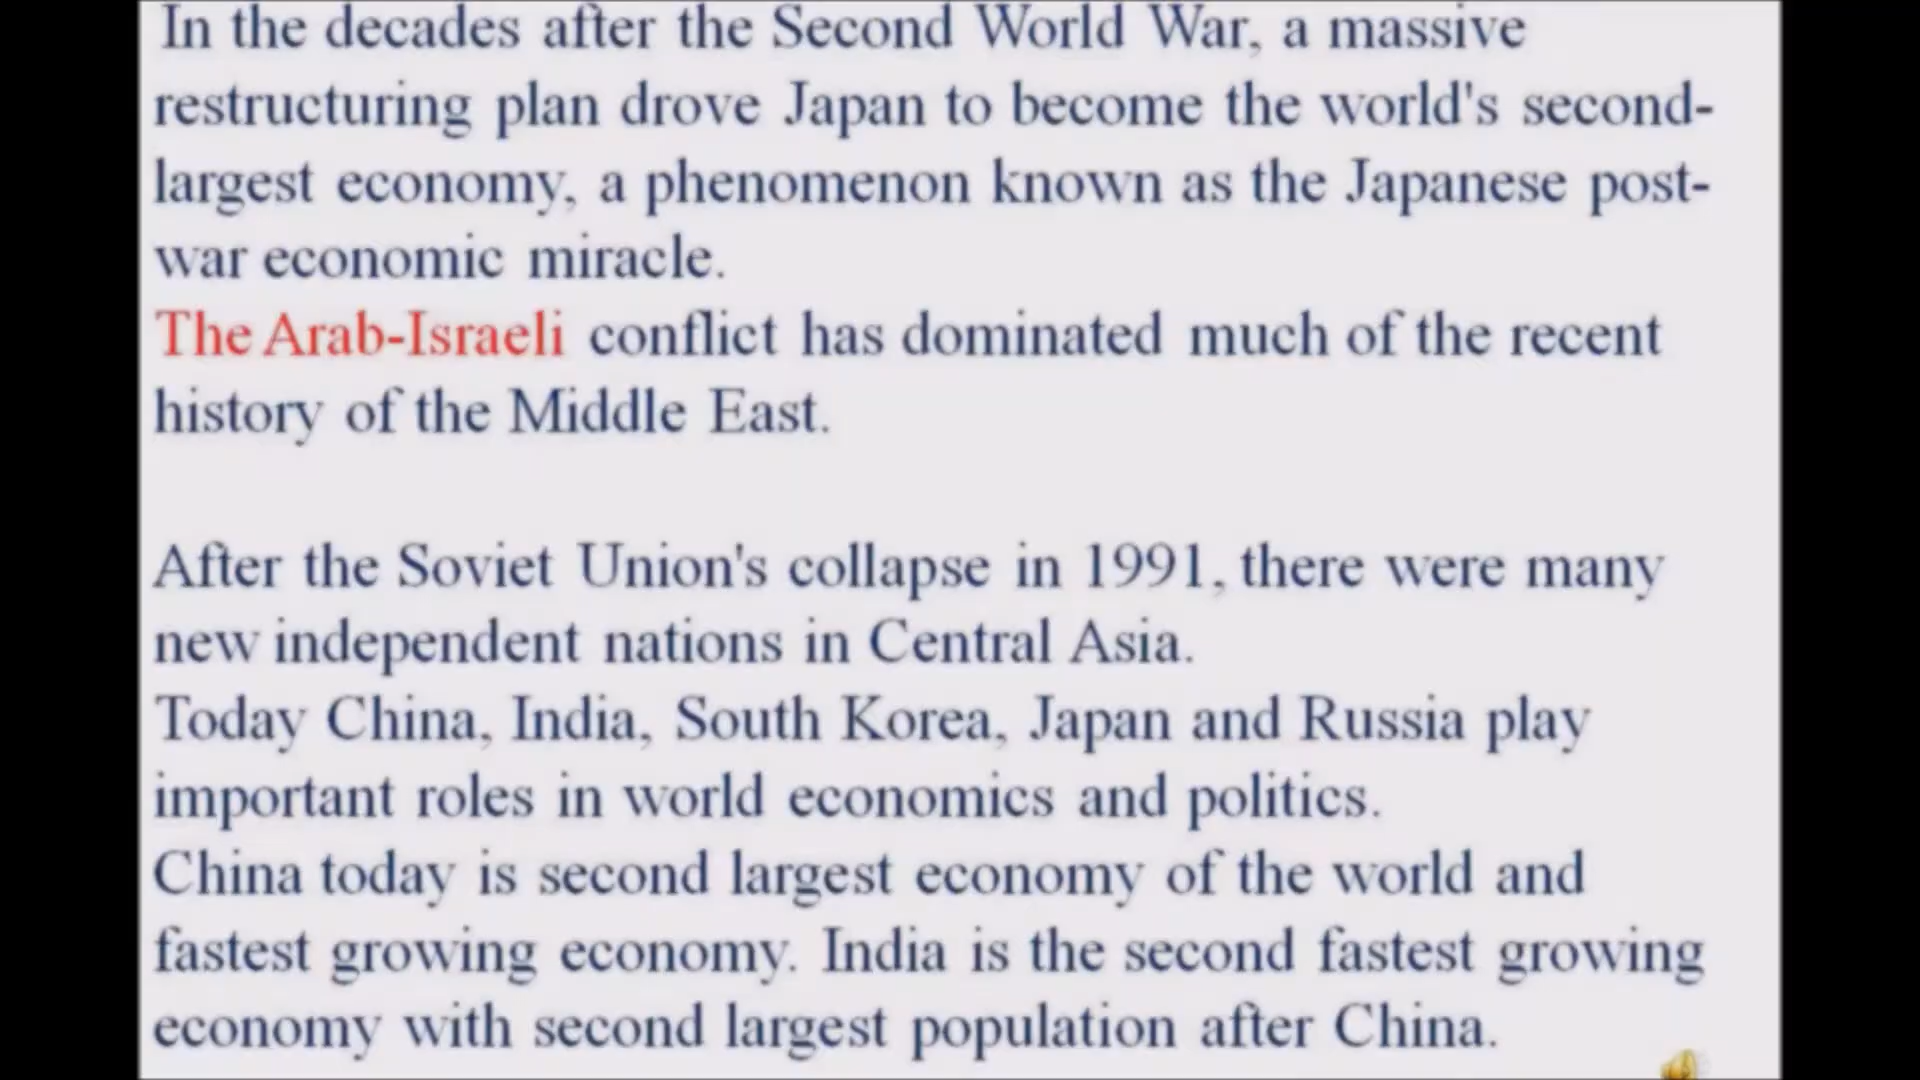 In the decades after the Second World War, a massive
restructuring plan drove Japan to become the world's second-
largest economy, a phenomenon known as the Japanese post-
war economic miracle.
The Arab-Israeli conflict has dominated much of the recent
history of the Middle East.
After the Soviet Union's collapse in 1991, there were many
new independent nations in Central Asia.
Today China, India, South Korea, Japan and Russia play
important roles in world economics and politics.
China today is second largest economy of the world and
fastest growing economy. India is the second fastest growing
economy with second largest population after China.